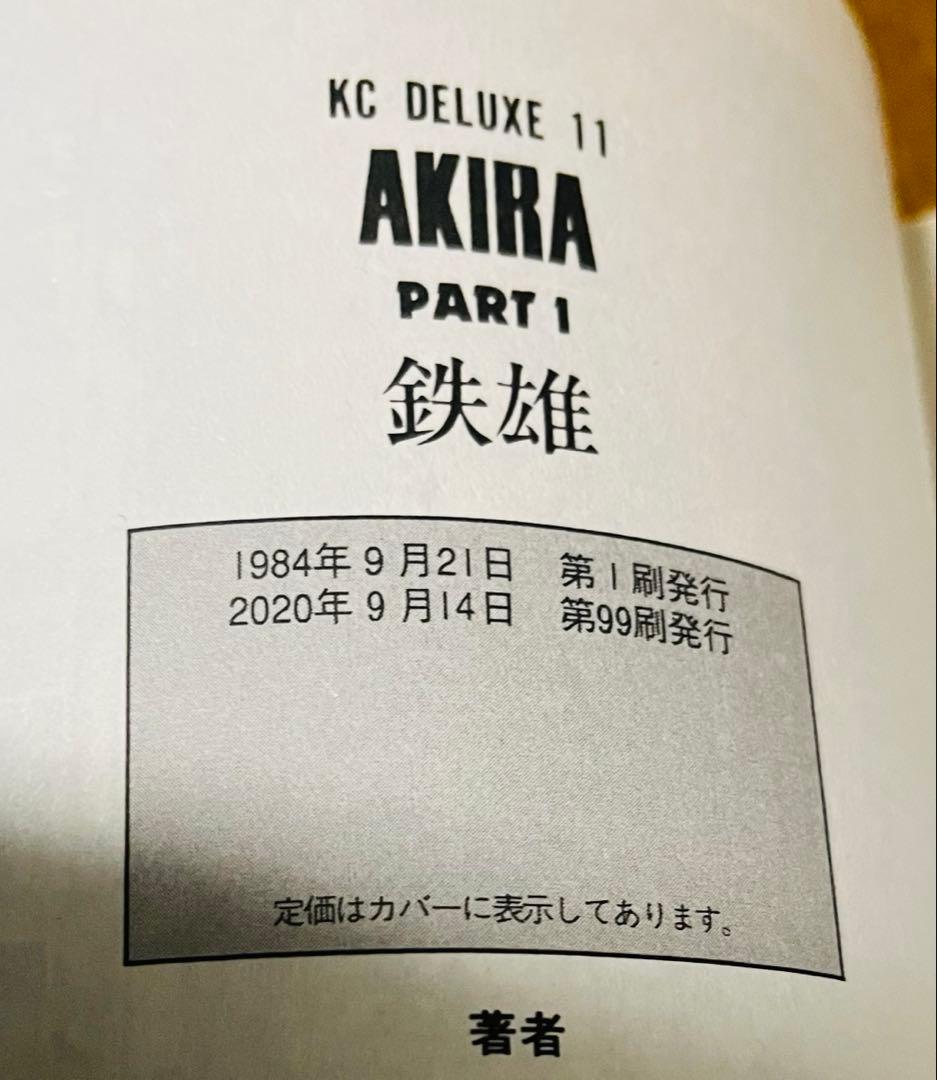 KC DELUXE 11
AKIRA
PART 1
鉄雄
1984年9月21日 第1刷発行
2020年9月14日 第99刷発行
定価はカバーに表示してあります。
著者